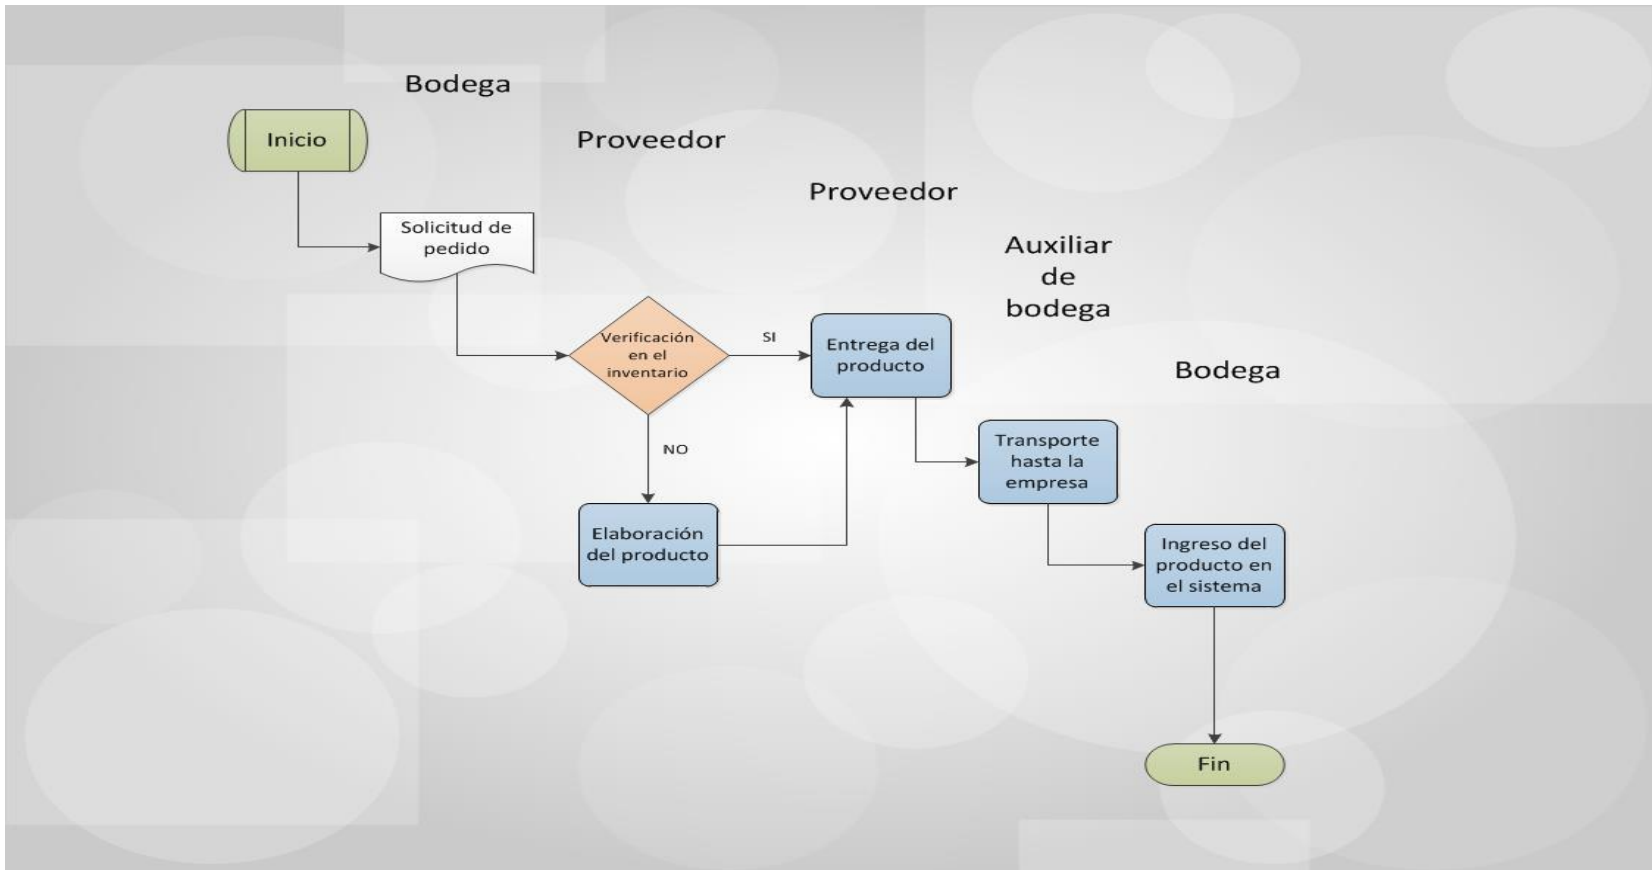 Bodega
Inicio
Proveedor
Proveedor
Solicitud de
pedido
Auxiliar
de
bodega
Verificación
en el
inventario
SI
Entrega del
producto
Bodega
NO
Transporte
hasta la
empresa
Elaboración
del producto
Ingreso del
producto en
el sistema
Fin